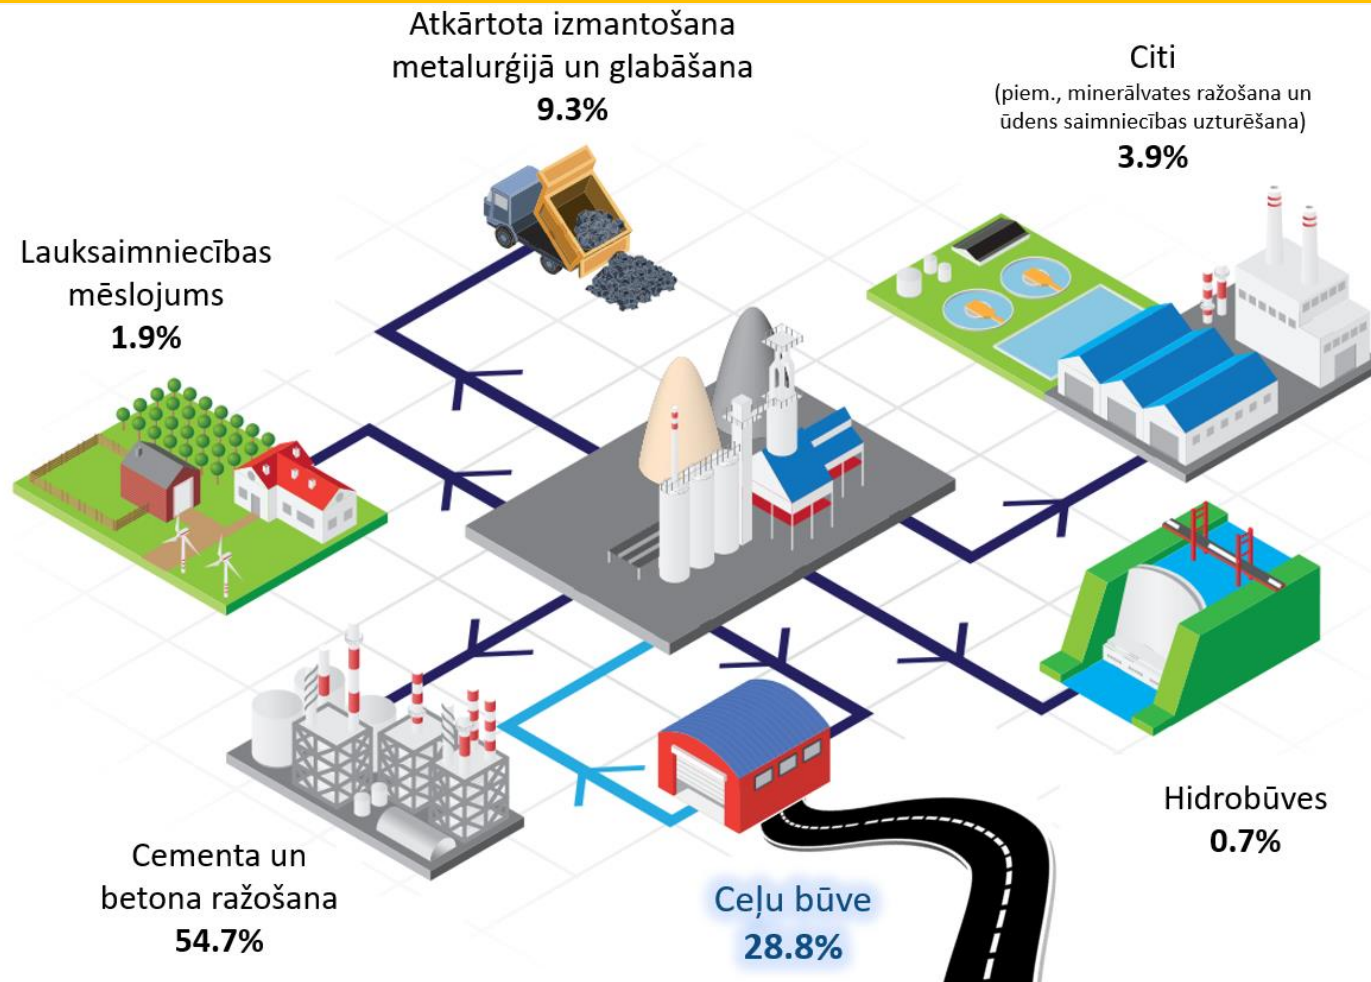 Atkārtota izmantošana
metalurģijā un glabāšana
9.3%
Citi
(piem., minerālvates ražošana un
ūdens saimniecības uzturēšana)
3.9%
Lauksaimniecības
mēslojums
1.9%
Hidrobūves
0.7%
Cementa un
betona ražošana
54.7%
Ceļu būve
28.8%